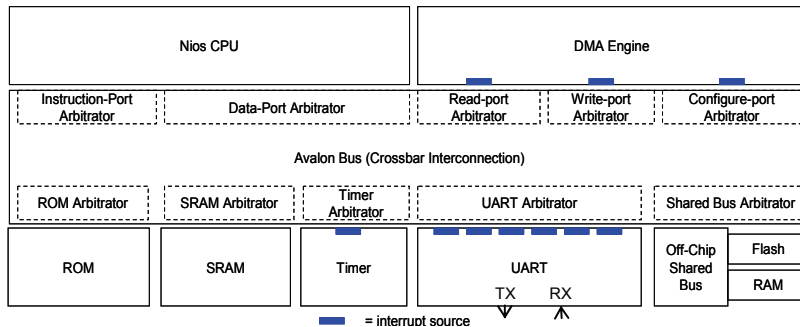 Nios CPU
DMA Engine
Instruction-Port
Arbitrator
Data-Port Arbitrator
Read-port
Arbitrator
Write-port
Arbitrator
Configure-port
Arbitrator
Avalon Bus (Crossbar Interconnection)
ROM Arbitrator
SRAM Arbitrator
Timer
Arbitrator
UART Arbitrator
Shared Bus Arbitrator
ROM
SRAM
Timer
UART
TX
RX
Off-Chip
Shared
Bus
Flash
RAM
= interrupt source